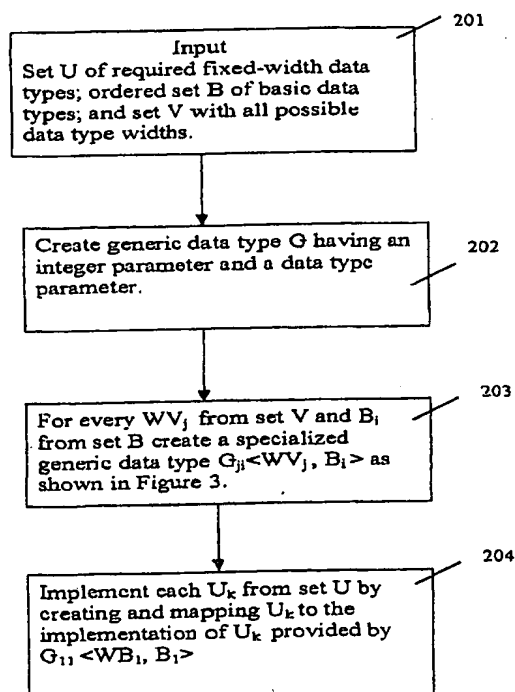 201
Input
Set U of required fixed-width data
types; ordered set B of basic data
types; and set V with all possible
data type widths.
Create generic data type G having an
integer parameter and a data type
parameter.
202
203
For every WVj from set V and Bi
from set B create a specialized
generic data type Gji<WVj, Bi> as
shown in Figure 3.
204
Implement each Uk from set U by
creating and mapping Uk to the
implementation of Uk provided by
G11 <WB1, B1>